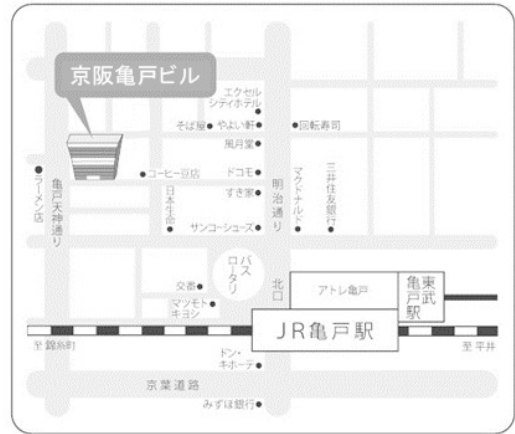 京阪亀戸ビル
エクセル
シティホテル
そば屋
やよい軒
回転寿司
風月堂
ラーメン店
亀戸天神通り
コーヒー豆店
ドコモ
日本生命
すき家
明治通り
マクドナルド
三井住友銀行
サンコーシューズ
バス
ロータリー
北口
交番
マツモト
キヨシ
アトレ亀戸
東武
亀戸駅
JR亀戸駅
至 錦糸町
至 平井
ドン・
キホーテ
京葉道路
みずほ銀行